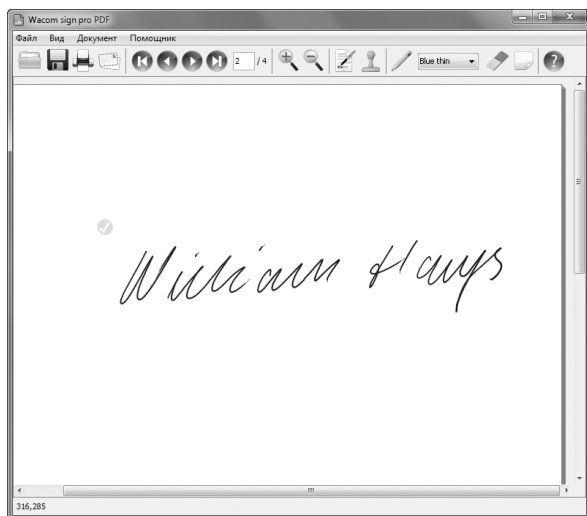 Wacom sign pro PDF
Файл Вид Документ Помощник
2 / 4 Blue thin ?
William Hays
316,285